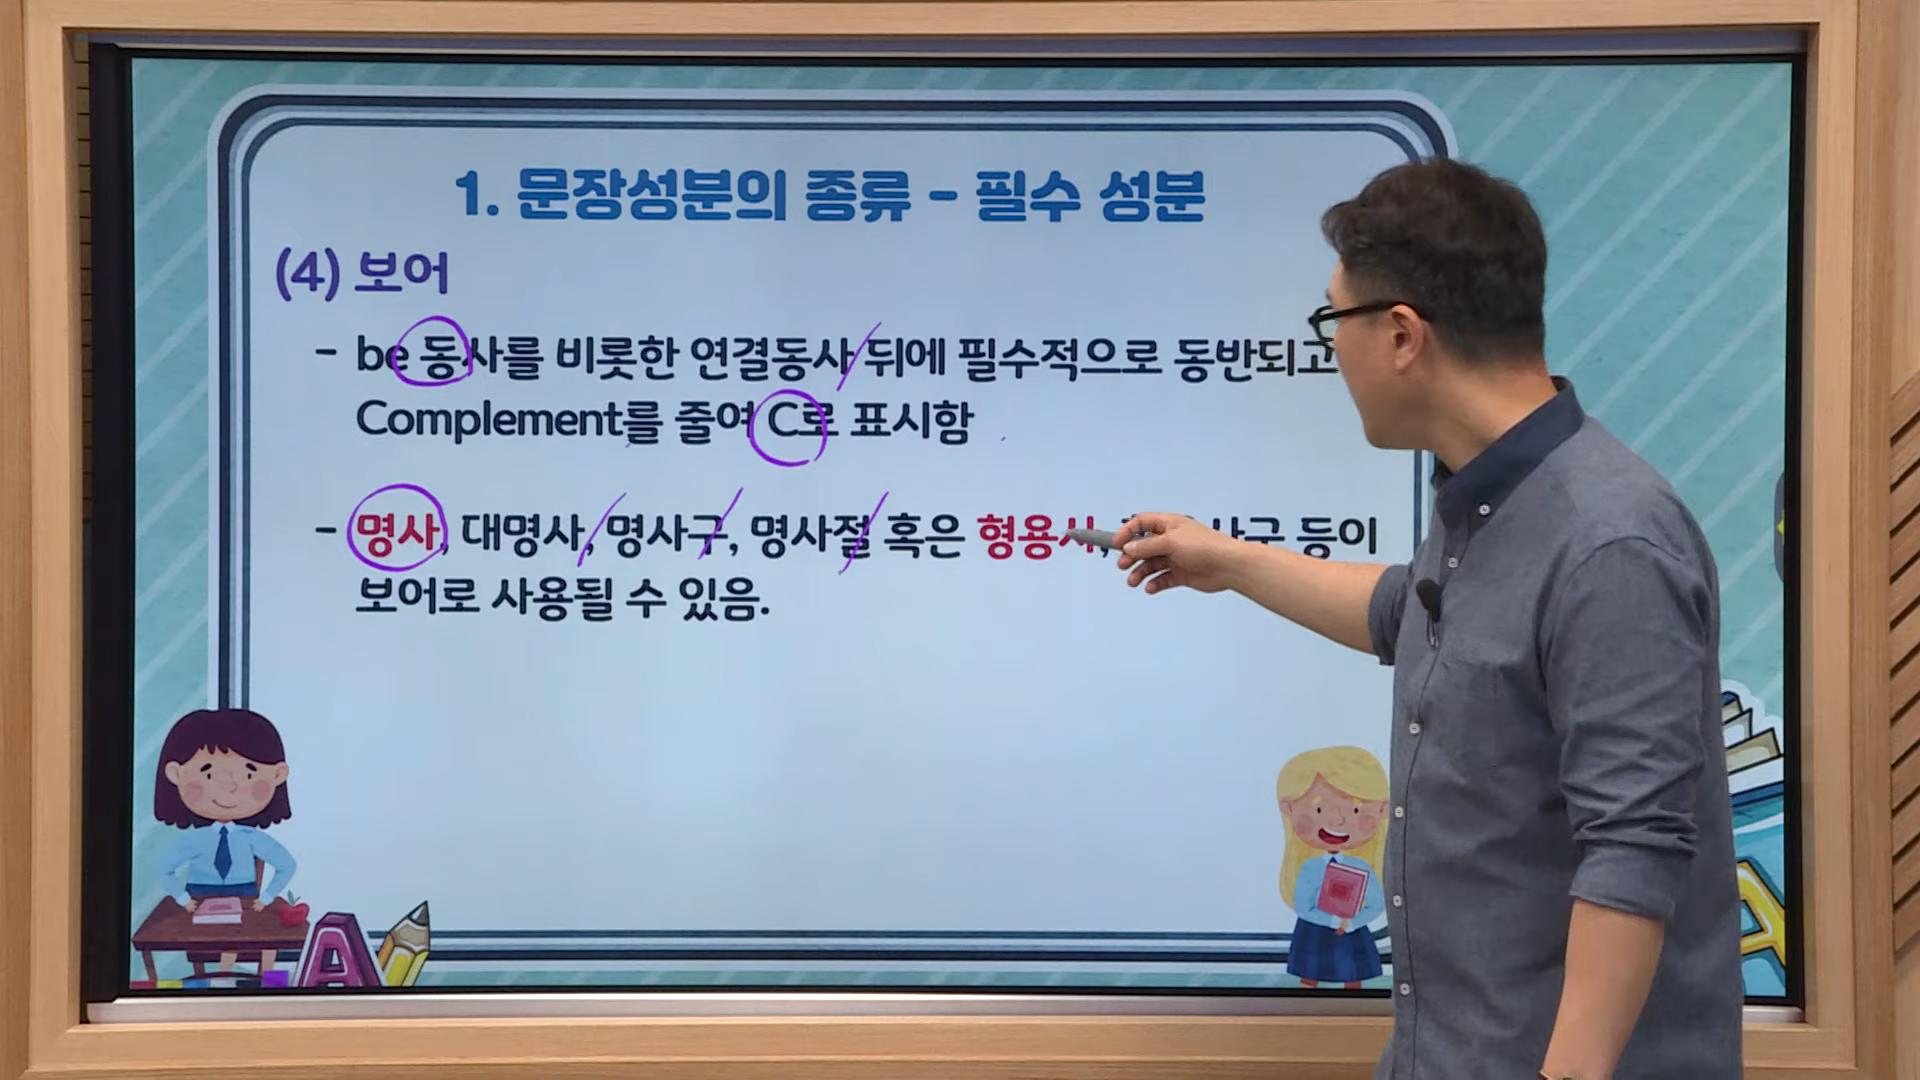 1. 문장성분의 종류 - 필수 성분
(4) 보어
- be 동사를 비롯한 연결동사 뒤에 필수적으로 동반되고
Complement를 줄여 C로 표시함
- 명사, 대명사, 명사구, 명사절 혹은 형용사, 등이
보어로 사용될 수 있음.
A